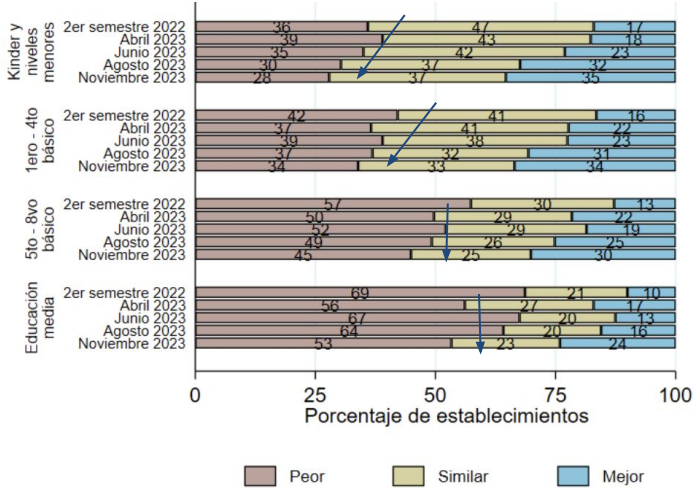 Kinder y
niveles
menores
2er semestre 2022 36 47 17
Abril 2023 39 43 18
Junio 2023 35 42 23
Agosto 2023 30 37 32
Noviembre 2023 28 37 35
1ero - 4to
básico
2er semestre 2022 42 41 16
Abril 2023 37 41 22
Junio 2023 39 38 23
Agosto 2023 37 32 31
Noviembre 2023 34 33 34
5to - 8vo
básico
2er semestre 2022 57 30 13
Abril 2023 50 29 22
Junio 2023 52 29 19
Agosto 2023 49 26 25
Noviembre 2023 45 25 30
Educación
media
2er semestre 2022 69 21 10
Abril 2023 56 27 17
Junio 2023 67 20 13
Agosto 2023 64 20 16
Noviembre 2023 53 23 24
0 25 50 75 100
Porcentaje de establecimientos
Peor Similar Mejor